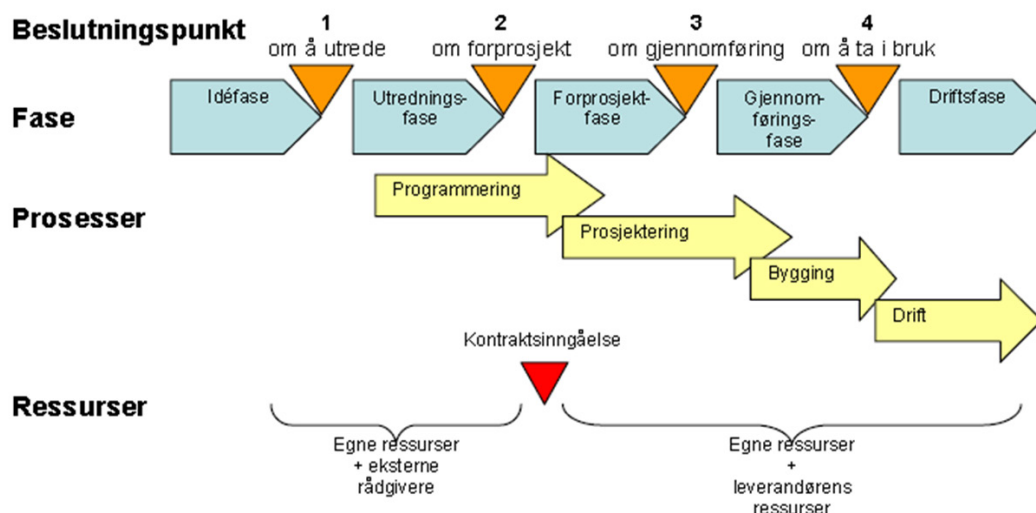 Beslutningspunkt
1
om å utrede
2
om forprosjekt
3
om gjennomføring
4
om å ta i bruk
Fase
Idéfase
Utrednings-
fase
Forprosjekt-
fase
Gjennom-
førings-
fase
Driftsfase
Prosesser
Programmering
Prosjektering
Bygging
Drift
Kontraktsinngåelse
Ressurser
Egne ressurser
+ eksterne
rådgivere
Egne ressurser
+
leverandørens
ressurser